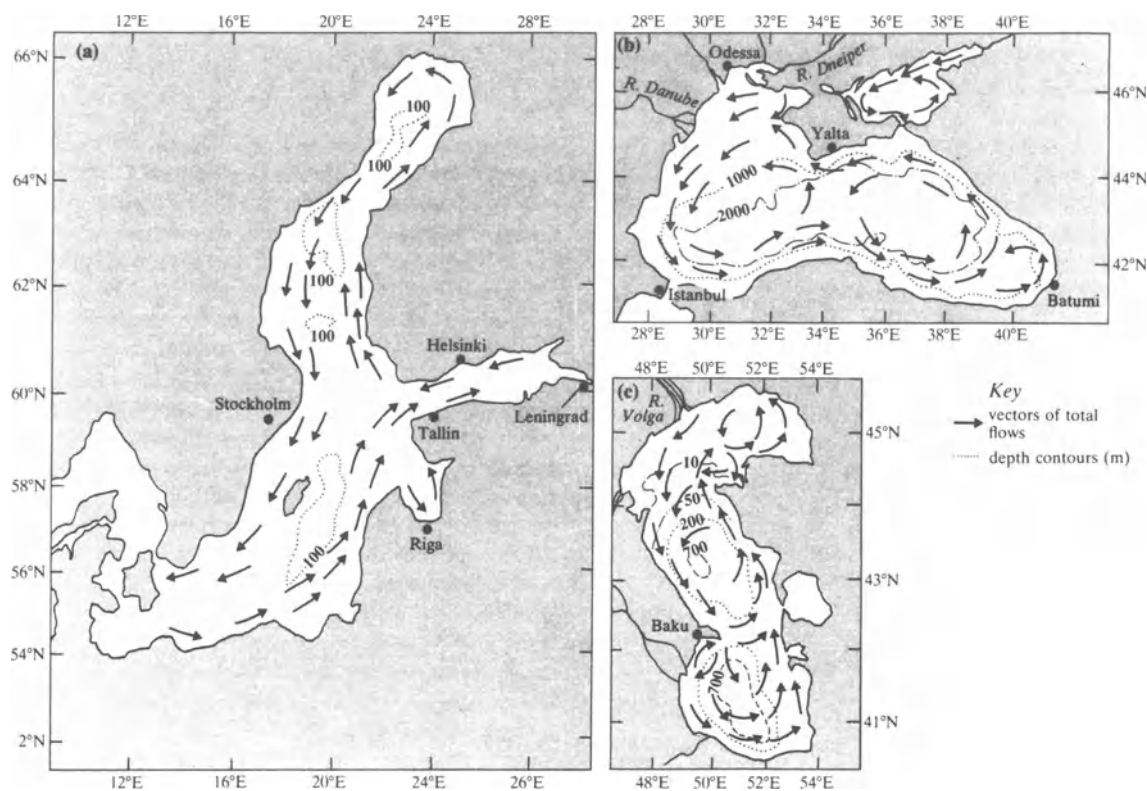 12°E 16°E 20°E 24°E 28°E
(a)
66°N
64°N
62°N
60°N
58°N
56°N
54°N
2°N
100
100
100
100
Helsinki
Stockholm
Leningrad
Tallin
Riga
100
12°E 16°E 20°E 24°E 28°E
28°E 30°E 32°E 34°E 36°E 38°E 40°E
(b)
Odessa
R. Dneiper
R. Danube
46°N
46°N
Yalta
44°N
1000
44°N
2000
42°N
42°N
Istanbul
Batumi
28°E 30°E 32°E 34°E 36°E 38°E 40°E
48°E 50°E 52°E 54°E
(c)
R.
Volga
45°N
10
50
200
700
43°N
Baku
700
41°N
48°E 50°E 52°E 54°E
Key
vectors of total
flows
depth contours (m)